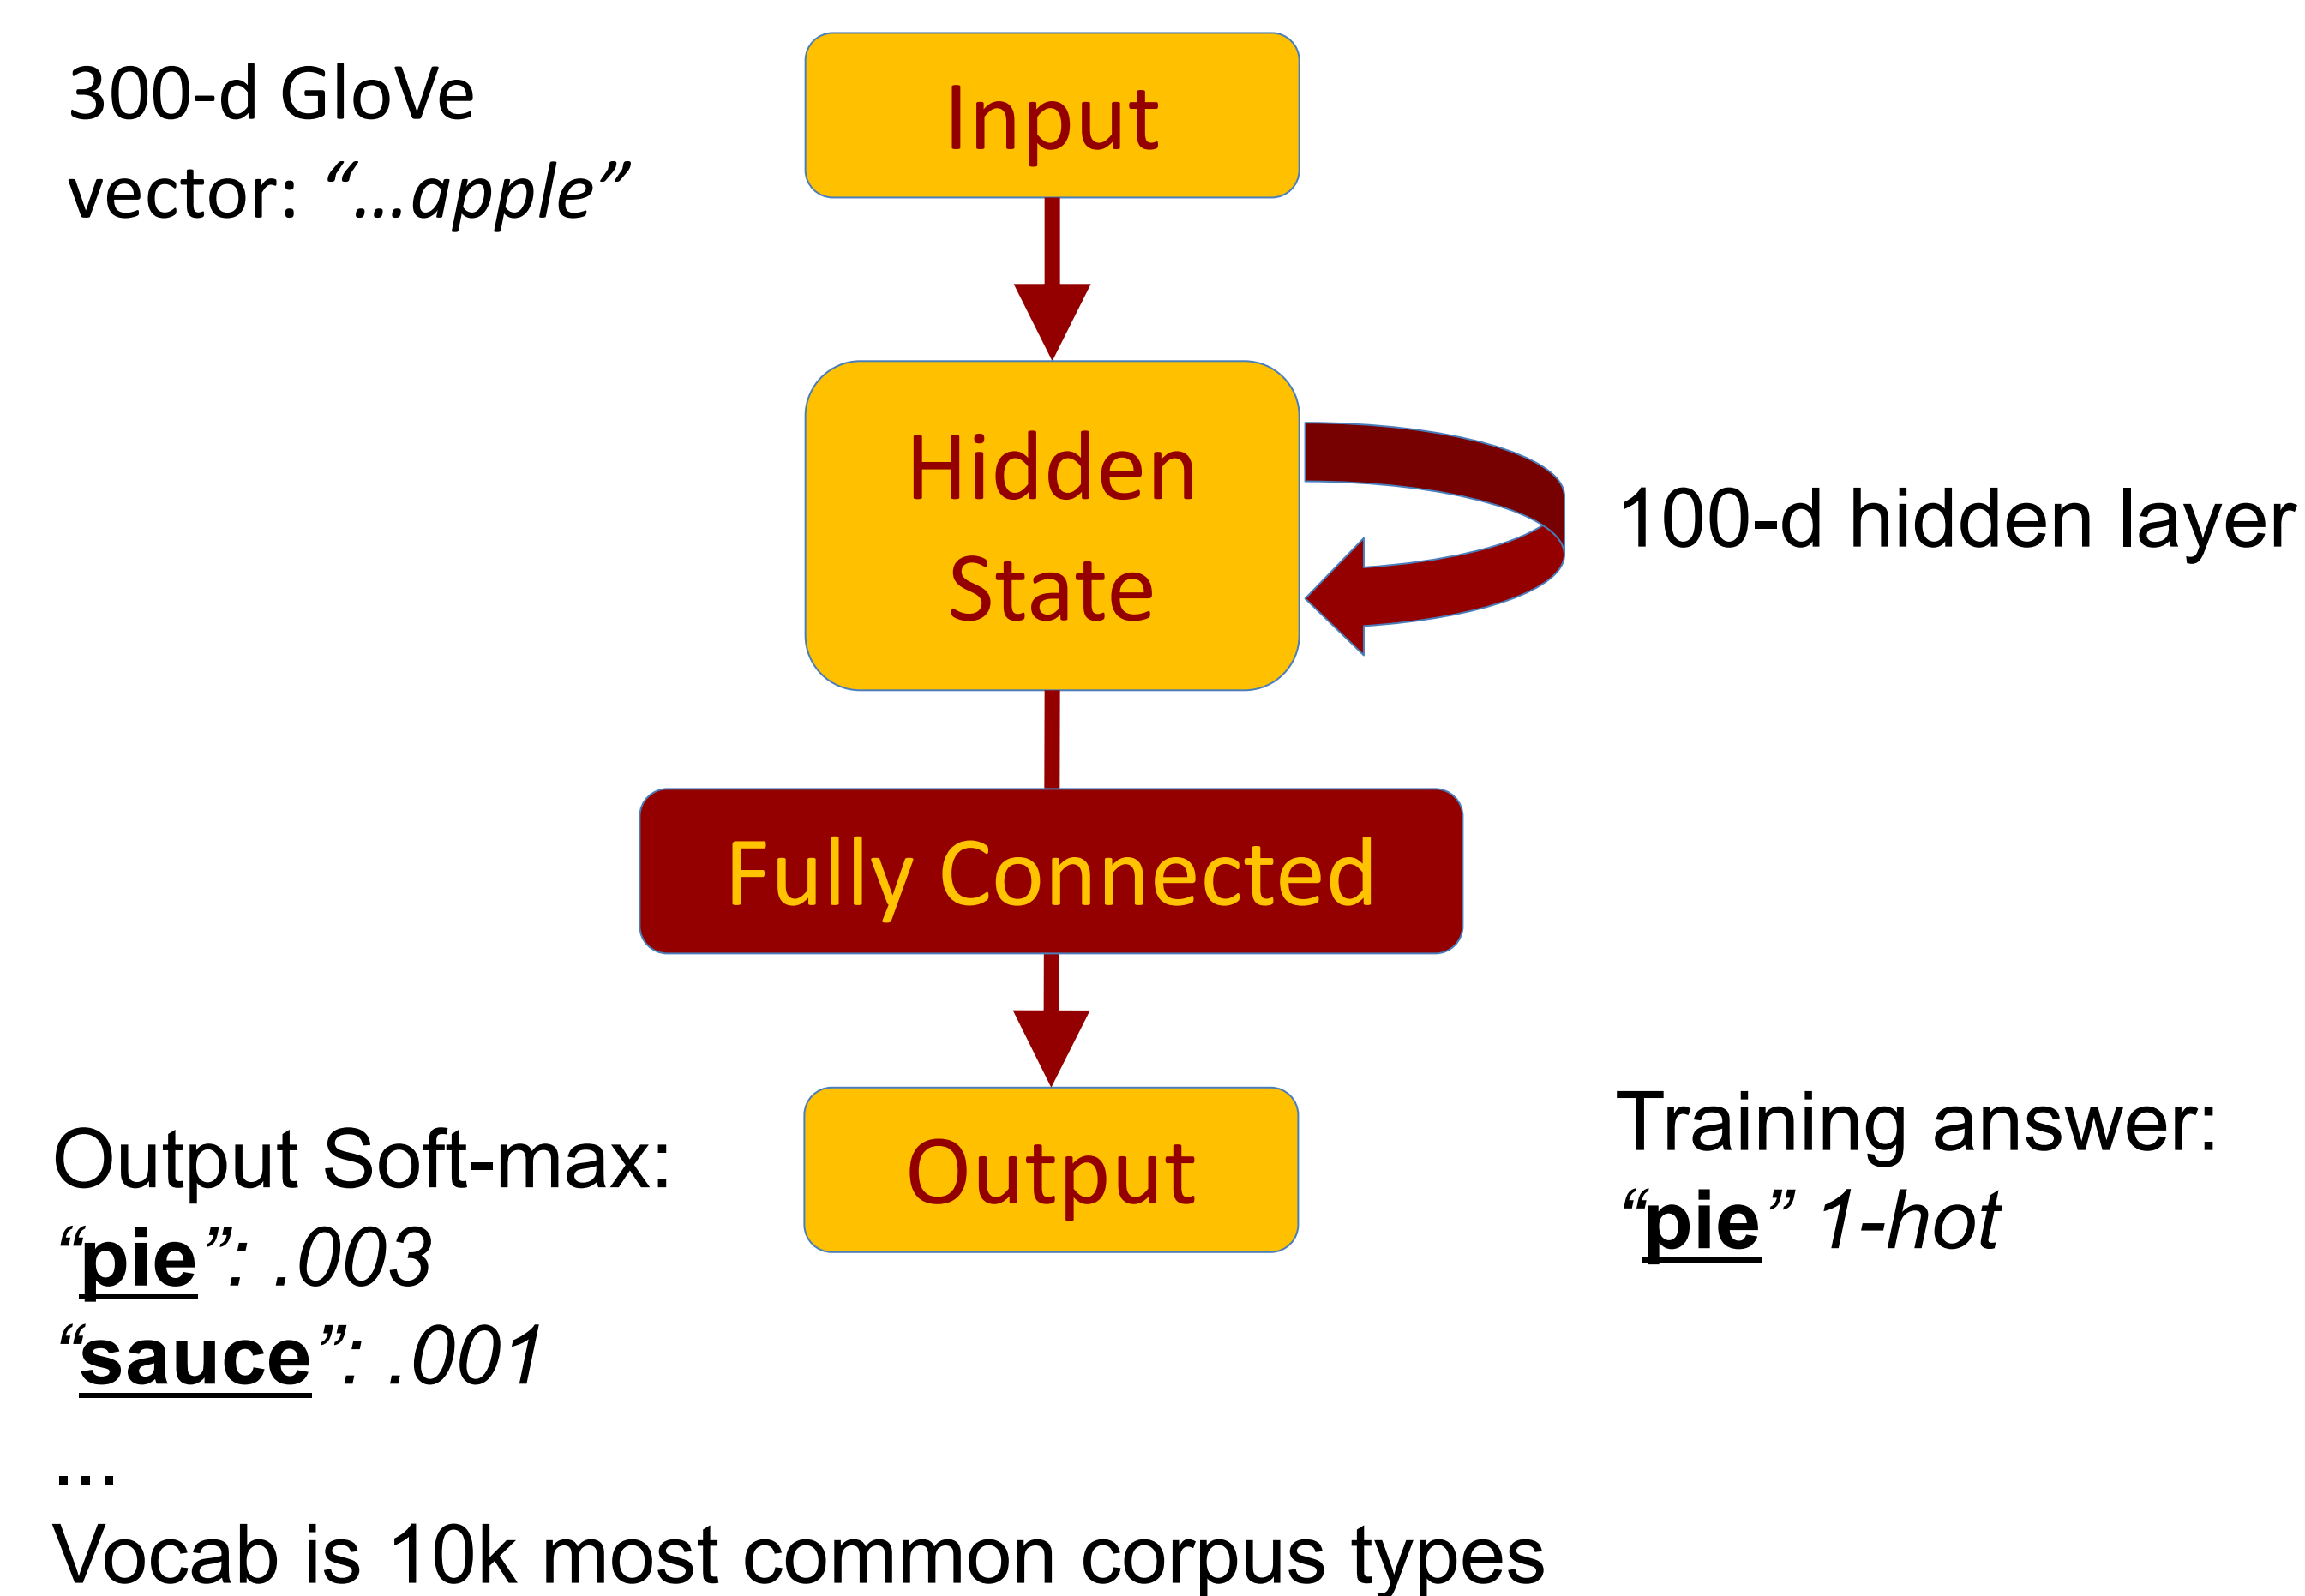 300-d GloVe
vector: “…apple”
Input
Hidden
State
100-d hidden layer
Fully Connected
Output
Output Soft-max:
“pie”: .003
“sauce”: .001
...
Vocab is 10k most common corpus types
Training answer:
“pie” 1-hot